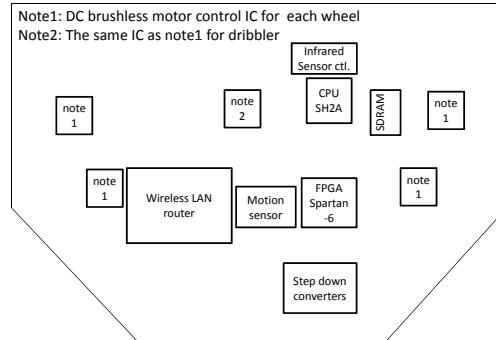 Note1: DC brushless motor control IC for each wheel
Note2: The same IC as note1 for dribbler
Infrared
Sensor ctl.
CPU
SH2A
SDRAM
note
1
note
2
note
1
note
1
Wireless LAN
router
Motion
sensor
FPGA
Spartan
-6
note
1
Step down
converters